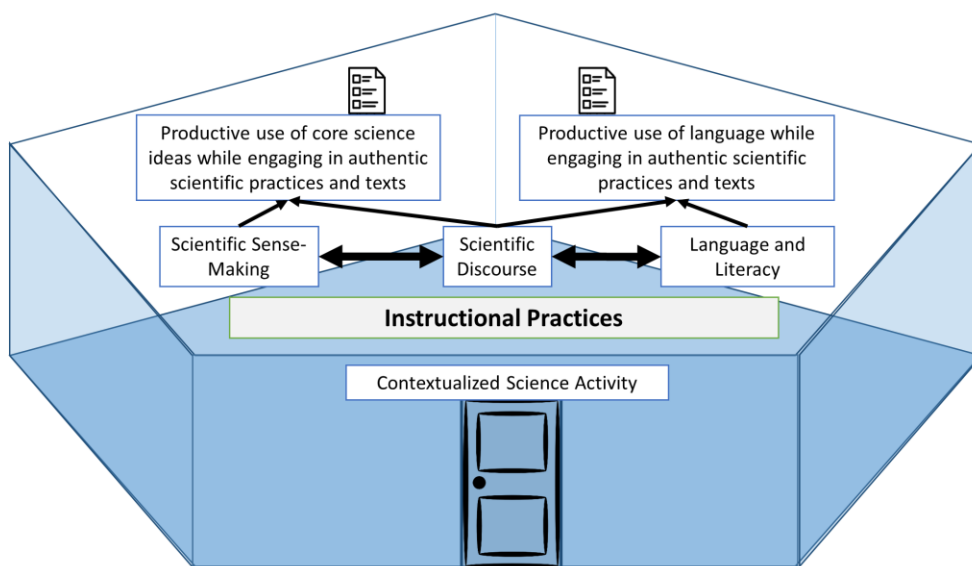 Productive use of core science
ideas while engaging in authentic
scientific practices and texts
Productive use of language while
engaging in authentic scientific
practices and texts
Scientific Sense-
Making
Scientific
Discourse
Language and
Literacy
Instructional Practices
Contextualized Science Activity